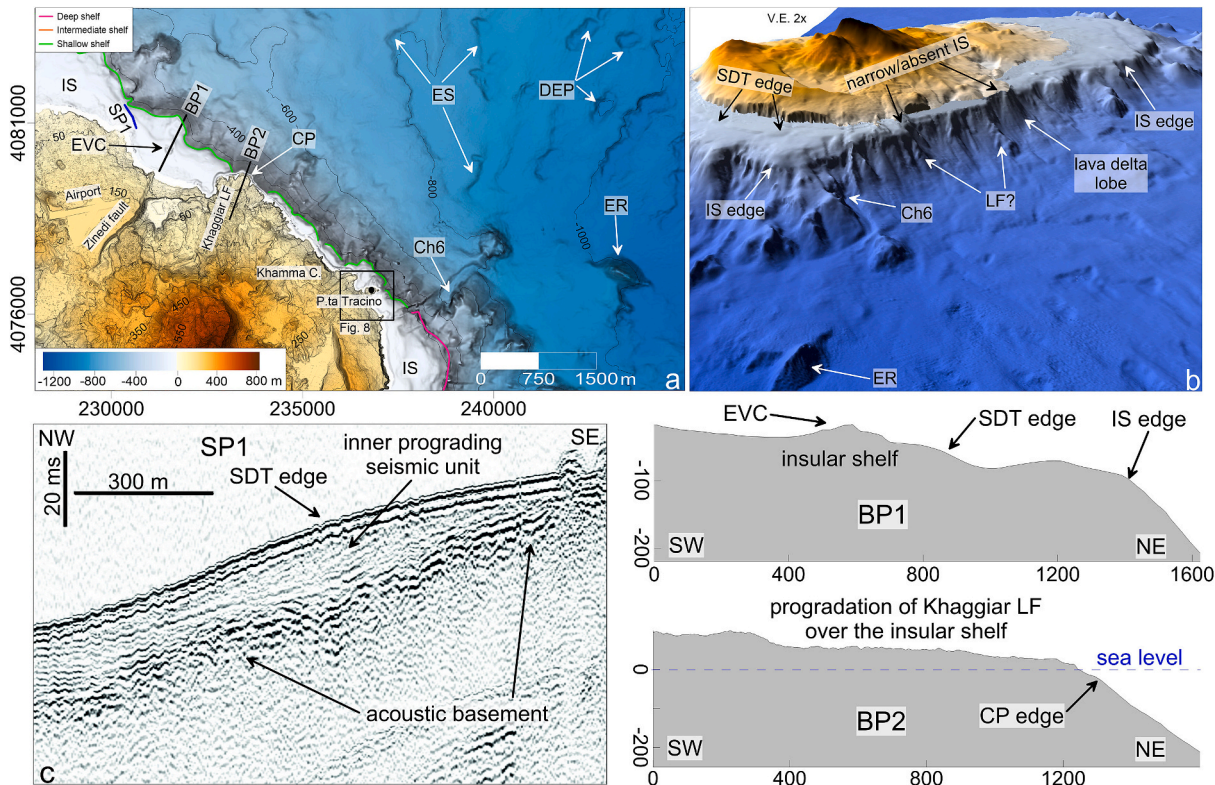 Deep shelf
Intermediate shelf
Shallow shelf
IS
SP1
BP1
EVC
BP2
CP
ES
DEP
ER
Ch6
-400
-600
-800
-1000
50
Airport
150
Zinedi fault
50
Khaggiar LF
Khamma C.
P.ta Tracino
Fig. 8
450
350
550
250
IS
4081000
4076000
-1200
-800
-400
0
400
800 m
0
750
1500 m
a
230000
235000
240000
V.E. 2x
SDT edge
narrow/absent IS
IS edge
lava delta
lobe
IS edge
Ch6
LF?
ER
b
NW
SP1
SE
20 ms
300 m
inner prograding
seismic unit
SDT edge
acoustic basement
c
EVC
SDT edge
IS edge
insular shelf
-100
-200
BP1
SW
NE
0
400
800
1200
1600
progradation of Khaggiar LF
over the insular shelf
sea level
0
-200
CP edge
BP2
SW
NE
0
400
800
1200